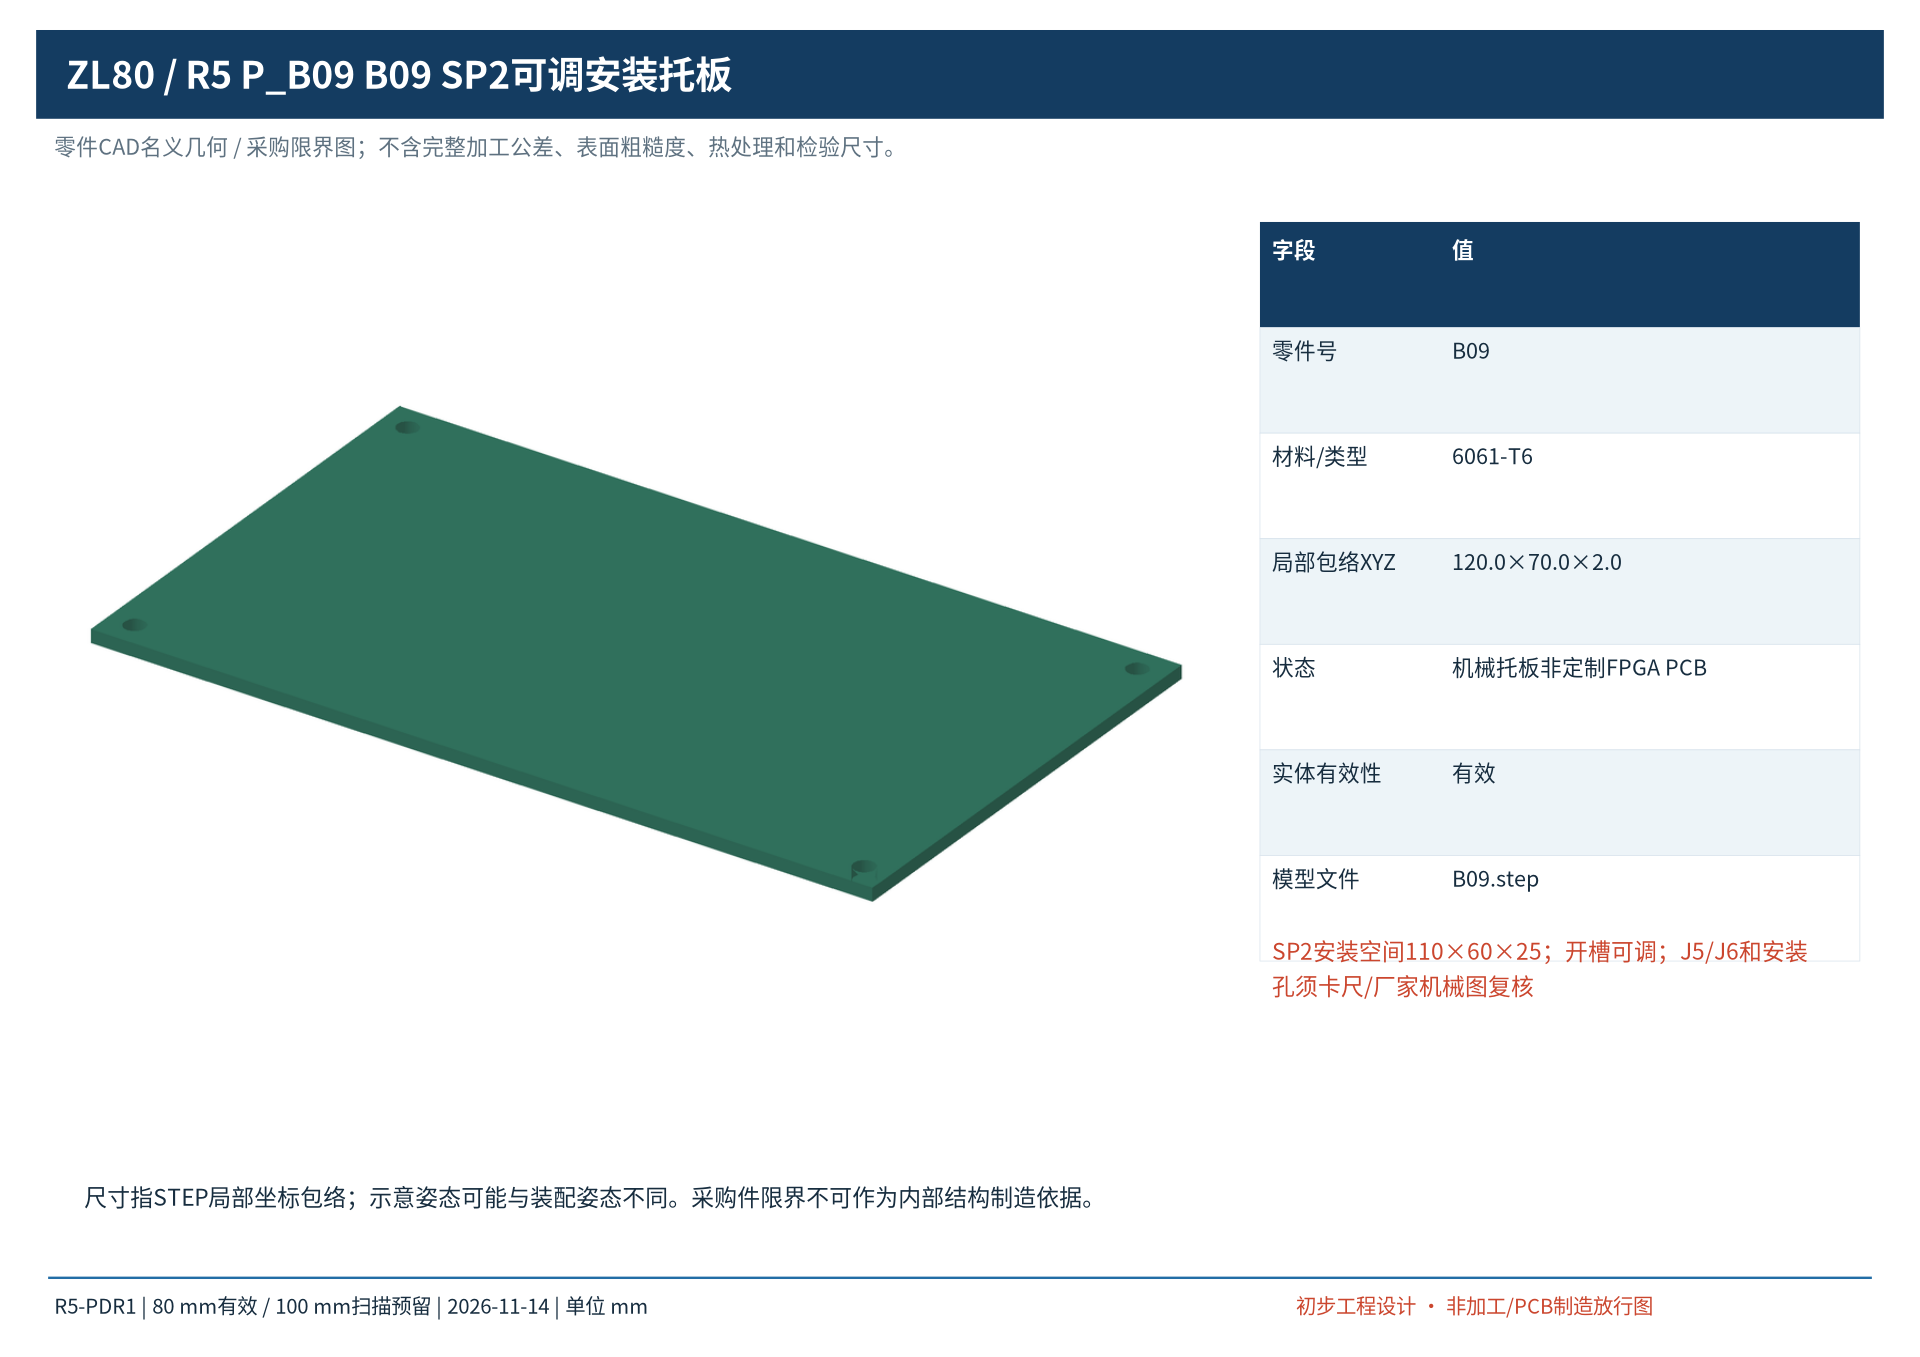 ZL80 / R5 P_B09 B09 SP2可调安装托板
零件CAD名义几何 / 采购限界图；不含完整加工公差、表面粗糙度、热处理和检验尺寸。
字段 值
零件号 B09
材料/类型 6061-T6
局部包络XYZ 120.0×70.0×2.0
状态 机械托板非定制FPGA PCB
实体有效性 有效
模型文件 B09.step
SP2安装空间110×60×25；开槽可调；J5/J6和安装
孔须卡尺/厂家机械图复核
尺寸指STEP局部坐标包络；示意姿态可能与装配姿态不同。采购件限界不可作为内部结构制造依据。
R5-PDR1 | 80 mm有效 / 100 mm扫描预留 | 2026-11-14 | 单位 mm
初步工程设计 · 非加工/PCB制造放行图